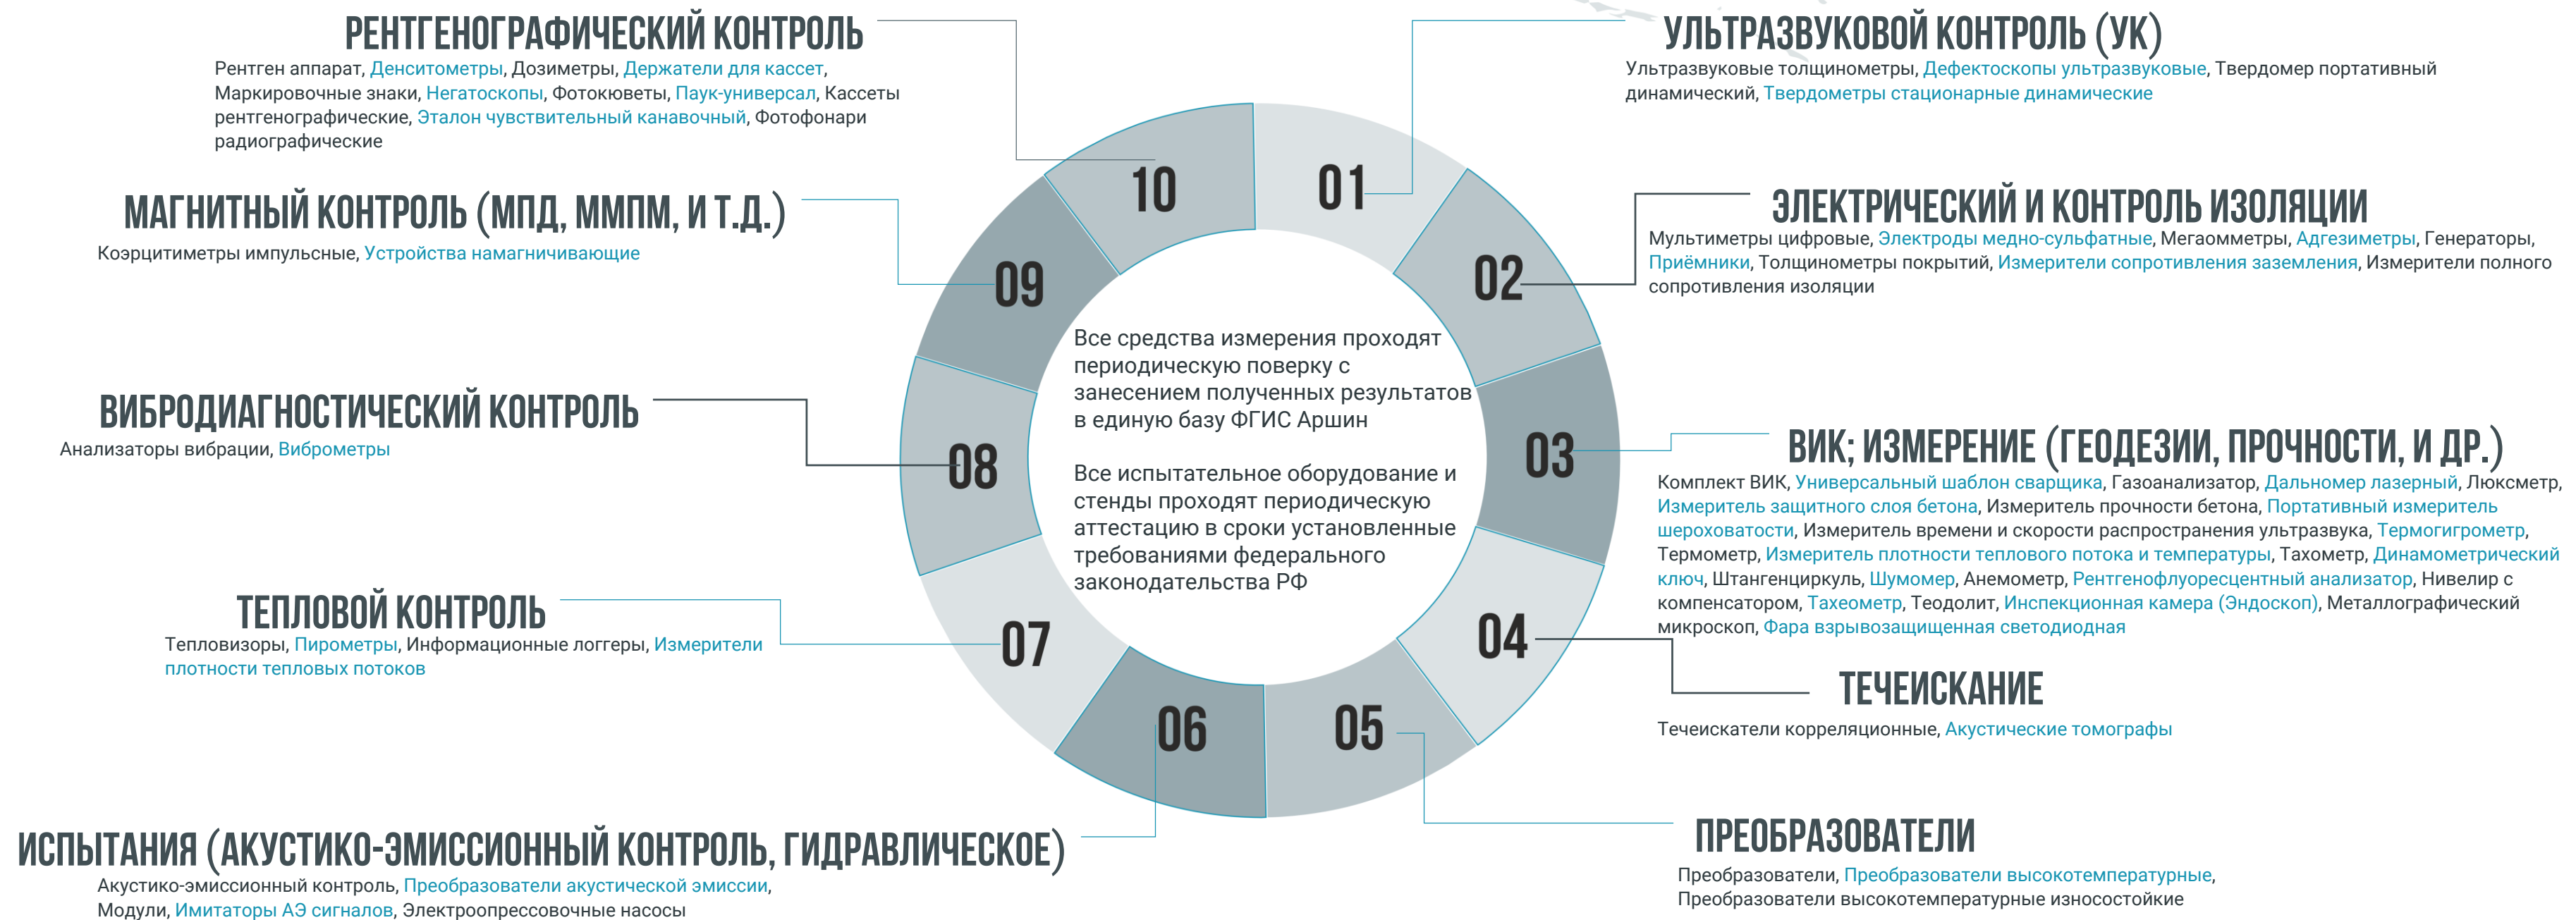 РЕНТГЕНОГРАФИЧЕСКИЙ КОНТРОЛЬ
Рентген аппарат, Денситометры, Дозиметры, Держатели для кассет,
Маркировочные знаки, Негатоскопы, Фотокюветы, Паук-универсал, Кассеты
рентгенографические, Эталон чувствительный канавочный, Фотофонари
радиографические
МАГНИТНЫЙ КОНТРОЛЬ (МПД, ММПМ, И Т.Д.)
Коэрцитиметры импульсные, Устройства намагничивающие
ВИБРОДИАГНОСТИЧЕСКИЙ КОНТРОЛЬ
Анализаторы вибрации, Виброметры
ТЕПЛОВОЙ КОНТРОЛЬ
Тепловизоры, Пирометры, Информационные логгеры, Измерители
плотности тепловых потоков
ИСПЫТАНИЯ (АКУСТИКО-ЭМИССИОННЫЙ КОНТРОЛЬ, ГИДРАВЛИЧЕСКОЕ)
Акустико-эмиссионный контроль, Преобразователи акустической эмиссии,
Модули, Имитаторы АЭ сигналов, Электроопрессовочные насосы
10
01
09
02
08
03
07
04
06
05
Все средства измерения проходят
периодическую поверку с
занесением полученных результатов
в единую базу ФГИС Аршин
Все испытательное оборудование и
стенды проходят периодическую
аттестацию в сроки установленные
требованиями федерального
законодательства РФ
УЛЬТРАЗВУКОВОЙ КОНТРОЛЬ (УК)
Ультразвуковые толщинометры, Дефектоскопы ультразвуковые, Твердомер портативный
динамический, Твердометры стационарные динамические
ЭЛЕКТРИЧЕСКИЙ И КОНТРОЛЬ ИЗОЛЯЦИИ
Мультиметры цифровые, Электроды медно-сульфатные, Мегаомметры, Адгезиметры, Генераторы,
Приёмники, Толщинометры покрытий, Измерители сопротивления заземления, Измерители полного
сопротивления изоляции
ВИК; ИЗМЕРЕНИЕ (ГЕОДЕЗИИ, ПРОЧНОСТИ, И ДР.)
Комплект ВИК, Универсальный шаблон сварщика, Газоанализатор, Дальномер лазерный, Люксметр,
Измеритель защитного слоя бетона, Измеритель прочности бетона, Портативный измеритель
шероховатости, Измеритель времени и скорости распространения ультразвука, Термогигрометр,
Термометр, Измеритель плотности теплового потока и температуры, Тахометр, Динамометрический
ключ, Штангенциркуль, Шумомер, Анемометр, Рентгенофлуоресцентный анализатор, Нивелир с
компенсатором, Тахеометр, Теодолит, Инспекционная камера (Эндоскоп), Металлографический
микроскоп, Фара взрывозащищенная светодиодная
ТЕЧЕИСКАНИЕ
Течеискатели корреляционные, Акустические томографы
ПРЕОБРАЗОВАТЕЛИ
Преобразователи, Преобразователи высокотемпературные,
Преобразователи высокотемпературные износостойкие